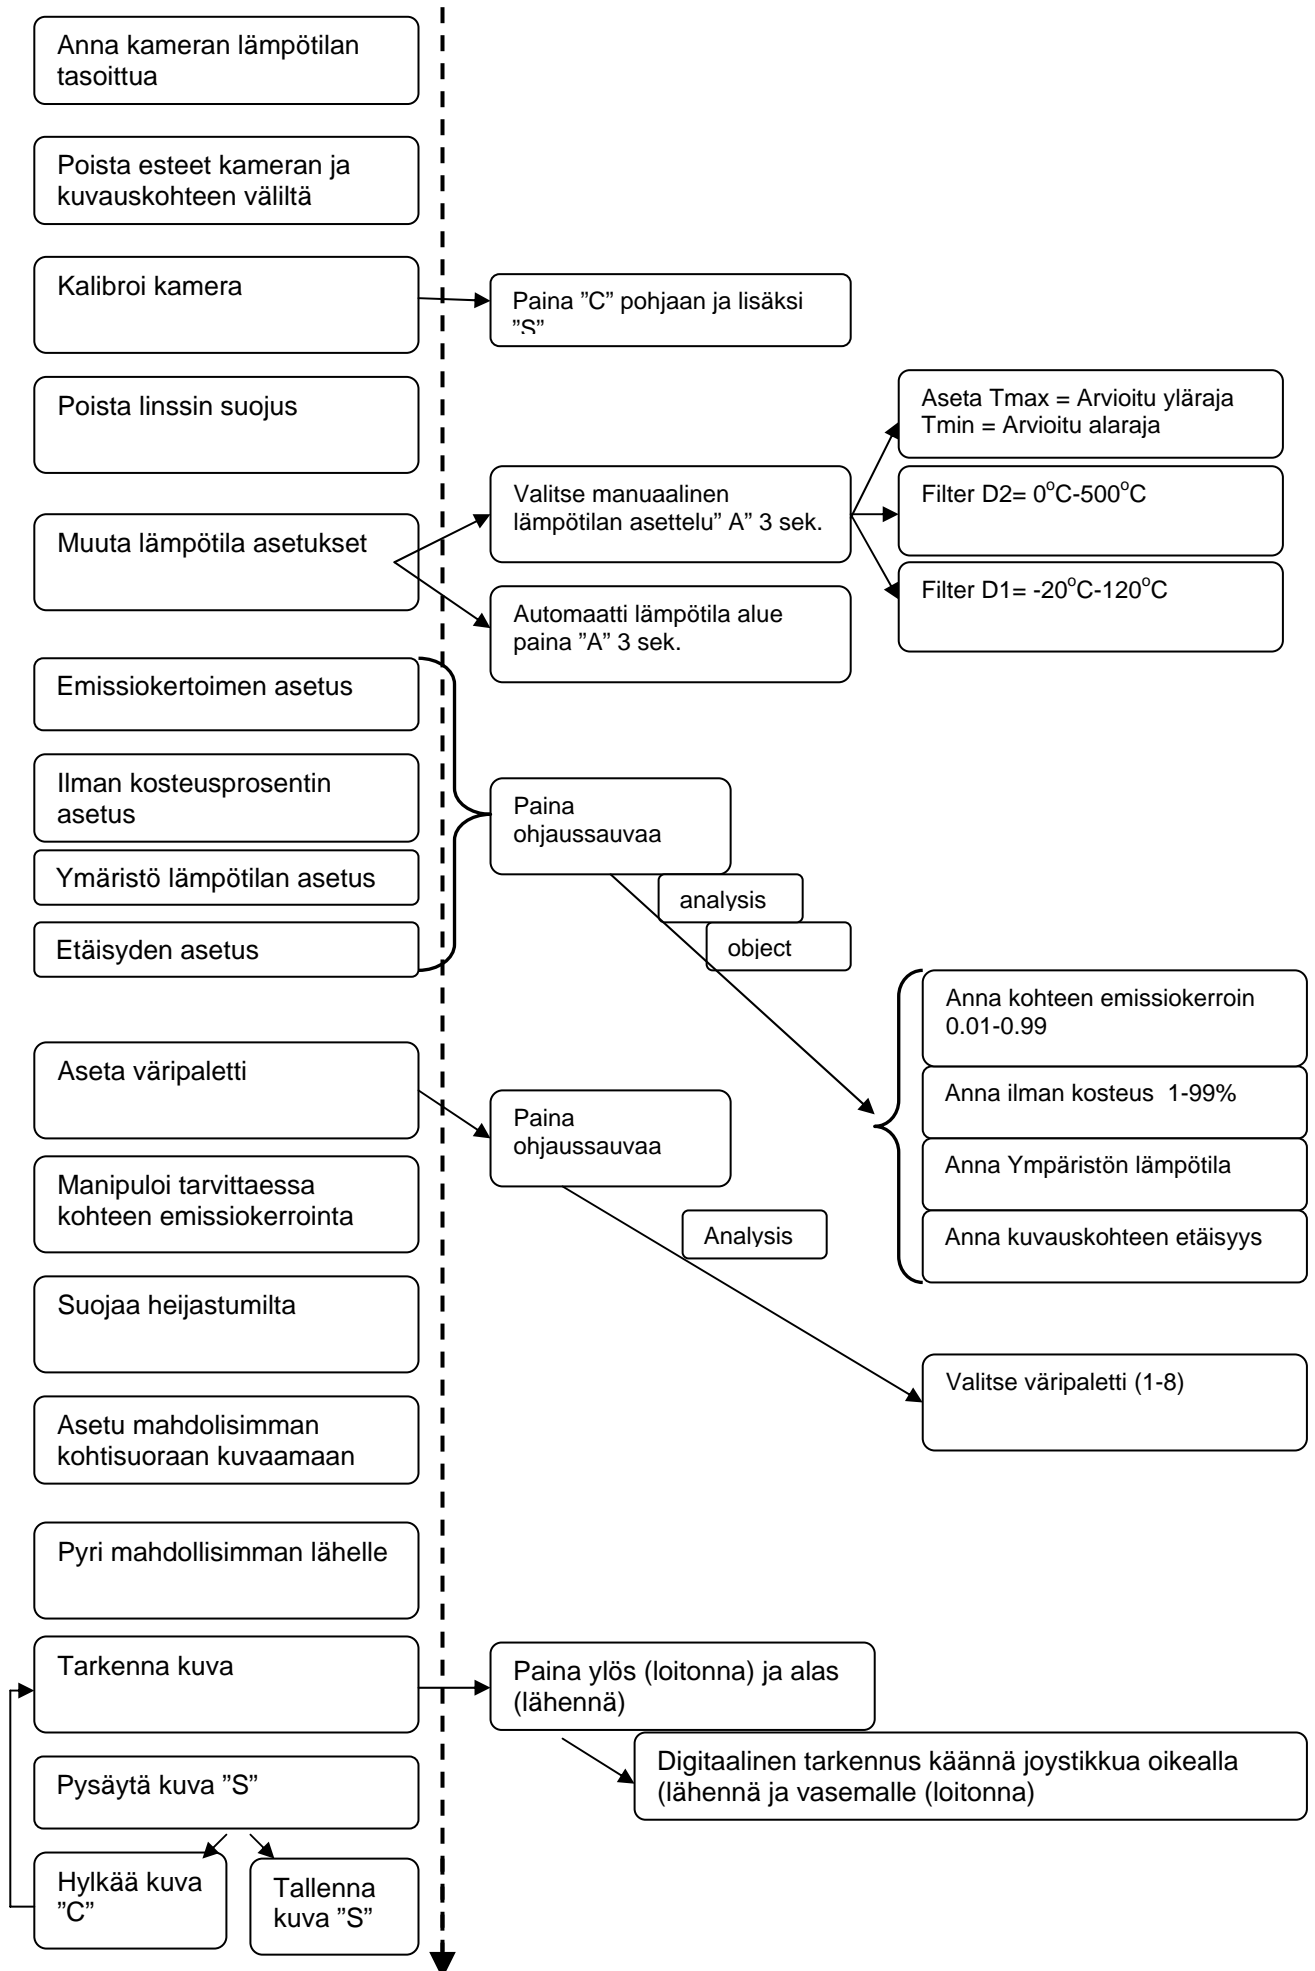 Anna kameran lämpötilan
tasoittua
Poista esteet kameran ja
kuvauskohteen väliltä
Kalibroi kamera
Paina ”C” pohjaan ja lisäksi
”S”
Poista linssin suojus
Aseta Tmax = Arvioitu yläraja
Tmin = Arvioitu alaraja
Valitse manuaalinen
lämpötilan asettelu” A” 3 sek.
Filter D2= 0°C-500°C
Muuta lämpötila asetukset
Filter D1= -20°C-120°C
Automaatti lämpötila alue
paina ”A” 3 sek.
Emissiokertoimen asetus
Ilman kosteusprosentin
asetus
Ymäristö lämpötilan asetus
Etäisyden asetus
Paina
ohjaussauvaa
analysis
object
Anna kohteen emissiokerroin
0.01-0.99
Anna ilman kosteus  1-99%
Anna Ympäristön lämpötila
Anna kuvauskohteen etäisyys
Aseta väripaletti
Paina
ohjaussauvaa
Analysis
Valitse väripaletti (1-8)
Manipuloi tarvittaessa
kohteen emissiokerrointa
Suojaa heijastumilta
Asetu mahdolisimman
kohtisuoraan kuvaamaan
Pyri mahdollisimman lähelle
Tarkenna kuva
Paina ylös (loitonna) ja alas
(lähennä)
Digitaalinen tarkennus käännä joystikkua oikealla
(lähennä ja vasemalle (loitonna)
Pysäytä kuva ”S”
Hylkää kuva
”C”
Tallenna
kuva ”S”